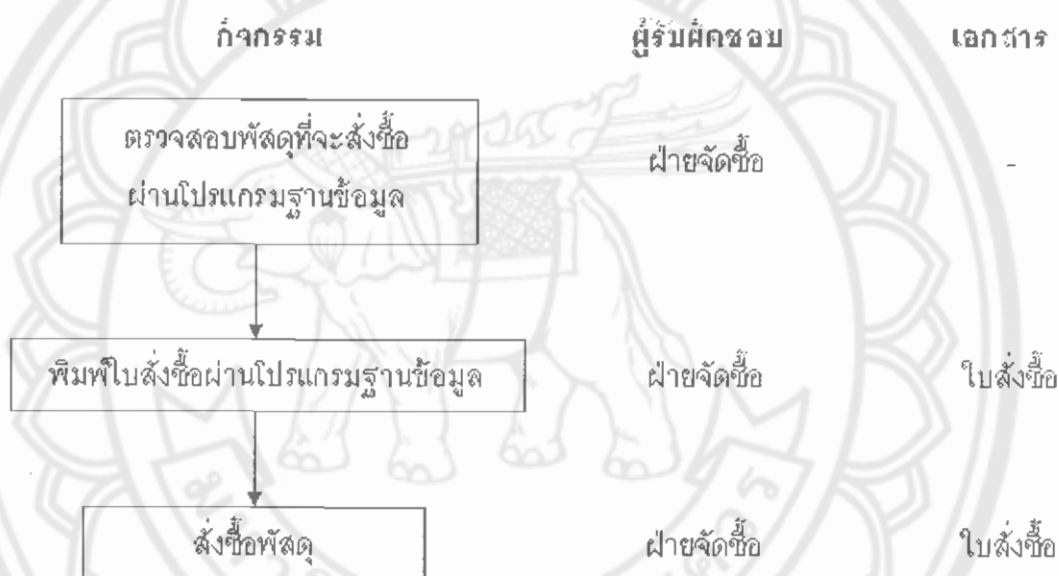 กิจกรรม ผู้รับผิดชอบ เอกสาร
ตรวจสอบพัสดุที่จะสั่งซื้อ
ผ่านโปรแกรมฐานข้อมูล
ฝ่ายจัดซื้อ -
พิมพ์ใบสั่งซื้อผ่านโปรแกรมฐานข้อมูล ฝ่ายจัดซื้อ ใบสั่งซื้อ
สั่งซื้อพัสดุ ฝ่ายจัดซื้อ ใบสั่งซื้อ